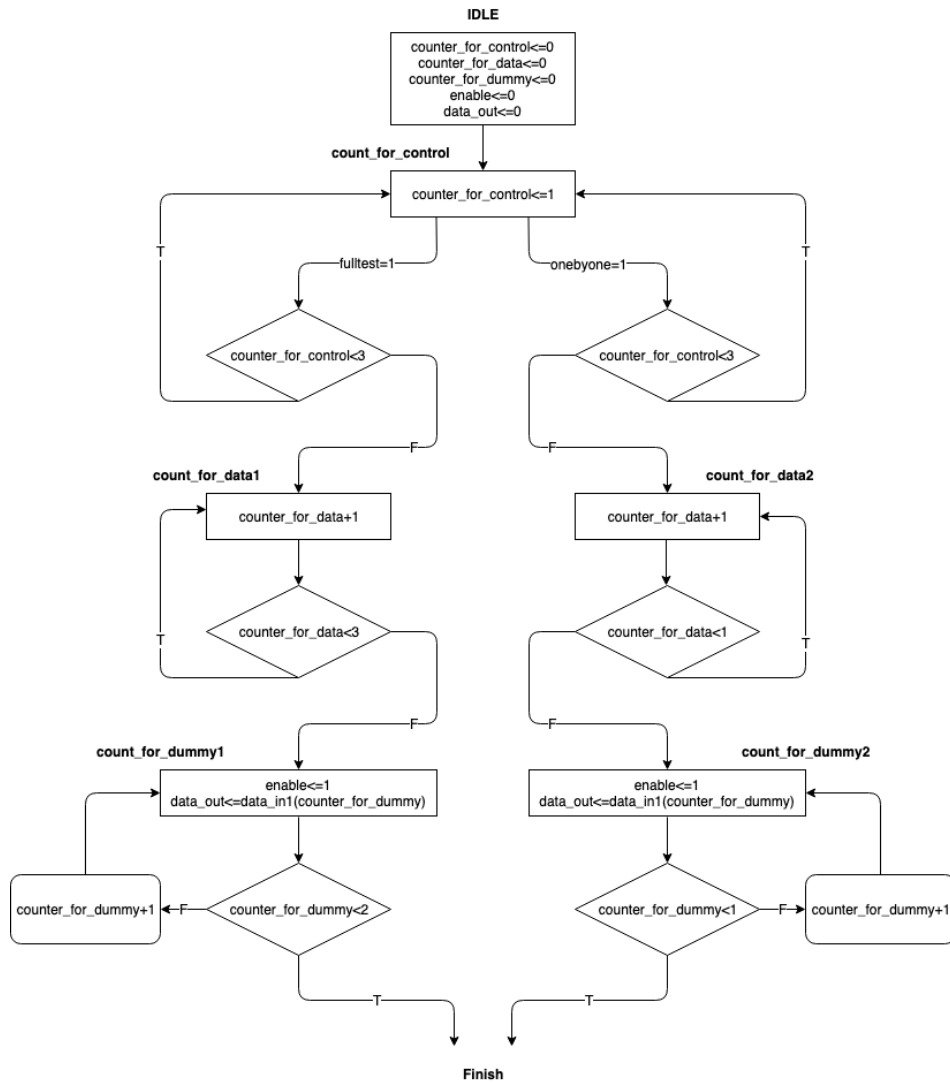 IDLE
counter_for_control<=0
counter_for_data<=0
counter_for_dummy<=0
enable<=0
data_out<=0
count_for_control
counter_for_control<=1
T
fulltest=1
onebyone=1
T
counter_for_control<3
counter_for_control<3
F
F
count_for_data1
count_for_data2
counter_for_data+1
counter_for_data+1
counter_for_data<3
counter_for_data<1
T
T
F
F
count_for_dummy1
count_for_dummy2
enable<=1
data_out<=data_in1(counter_for_dummy)
enable<=1
data_out<=data_in1(counter_for_dummy)
counter_for_dummy+1
F
counter_for_dummy<2
counter_for_dummy<1
F
counter_for_dummy+1
T
T
Finish